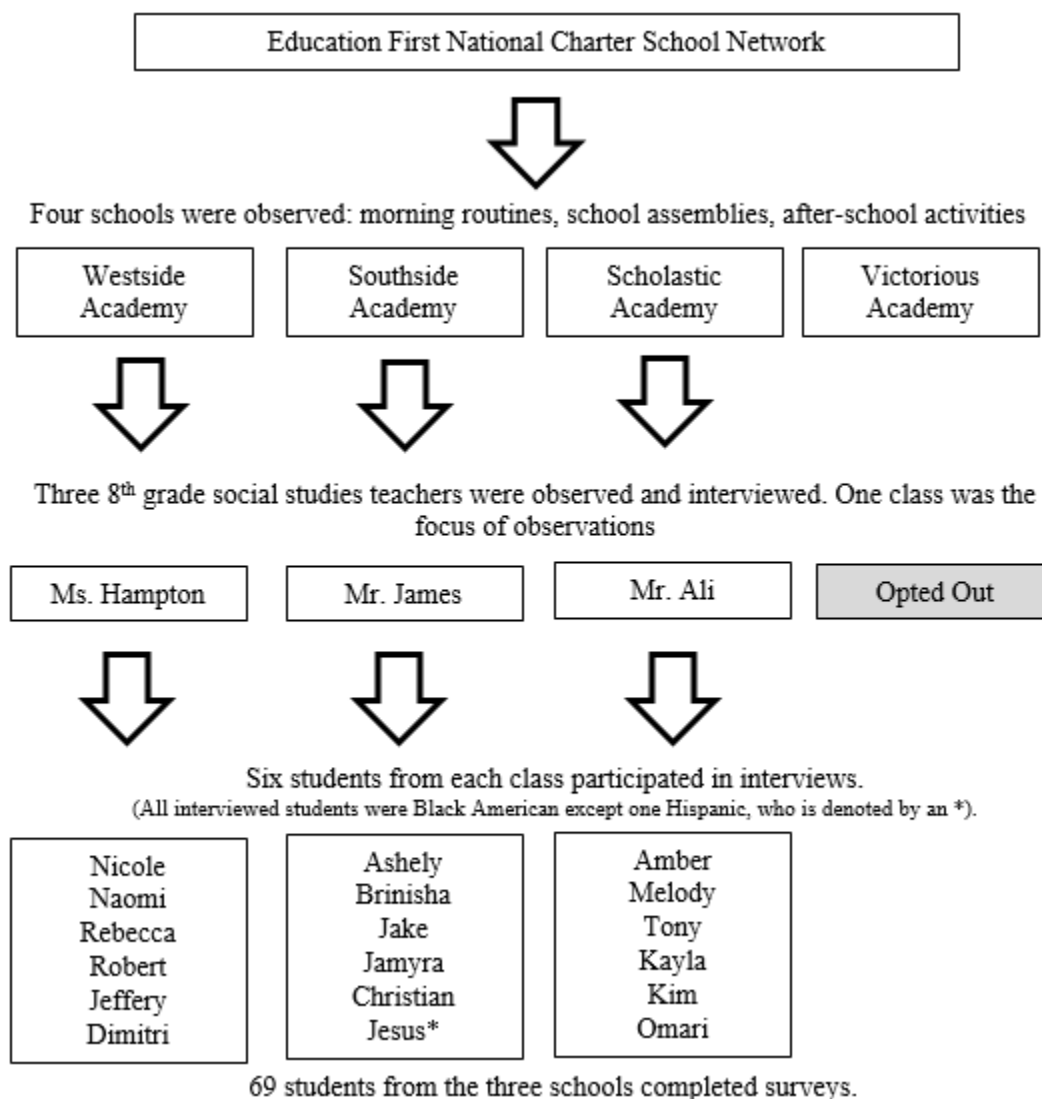 Education First National Charter School Network
Four schools were observed: morning routines, school assemblies, after-school activities
Westside
Academy
Southside
Academy
Scholastic
Academy
Victorious
Academy
Three 8th grade social studies teachers were observed and interviewed. One class was the
focus of observations
Ms. Hampton
Mr. James
Mr. Ali
Opted Out
Six students from each class participated in interviews.
(All interviewed students were Black American except one Hispanic, who is denoted by an *).
Nicole
Naomi
Rebecca
Robert
Jeffery
Dimitri
Ashely
Brinisha
Jake
Jamyra
Christian
Jesus*
Amber
Melody
Tony
Kayla
Kim
Omari
69 students from the three schools completed surveys.